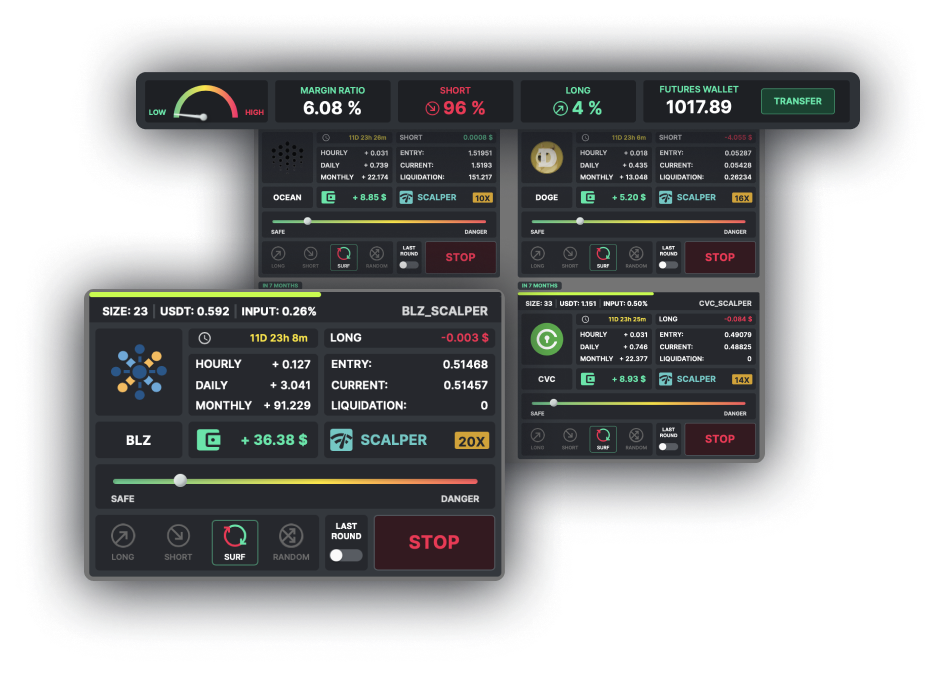 LOW
HIGH
MARGIN RATIO
6.08 %
SHORT
96 %
LONG
4 %
FUTURES WALLET
1017.89
TRANSFER
11D 23h 26m
SHORT 0.0008 $
HOURLY + 0.031
DAILY + 0.739
MONTHLY + 22.174
ENTRY: 1.51951
CURRENT: 1.5193
LIQUIDATION: 151.217
OCEAN
+ 8.85 $
SCALPER 10X
SAFE DANGER
LONG SHORT SURF RANDOM
LAST
ROUND
STOP
11D 23h 8m
SHORT -4.055 $
HOURLY + 0.018
DAILY + 0.435
MONTHLY + 13.048
ENTRY: 0.05287
CURRENT: 0.05428
LIQUIDATION: 0.26234
DOGE
+ 5.20 $
SCALPER 16X
SAFE DANGER
LONG SHORT SURF RANDOM
LAST
ROUND
STOP
IN 7 MONTHS
SIZE: 23 USDT: 0.592 INPUT: 0.26% BLZ_SCALPER
11D 23h 8m
LONG -0.003 $
HOURLY + 0.127
DAILY + 3.041
MONTHLY + 91.229
ENTRY: 0.51468
CURRENT: 0.51457
LIQUIDATION: 0
BLZ
+ 36.38 $
SCALPER 20X
SAFE DANGER
LONG SHORT SURF RANDOM
LAST
ROUND
STOP
IN 7 MONTHS
SIZE: 33 USDT: 1.151 INPUT: 0.50% CVC_SCALPER
11D 23h 25m
LONG -0.084 $
HOURLY + 0.031
DAILY + 0.746
MONTHLY + 22.377
ENTRY: 0.49079
CURRENT: 0.48825
LIQUIDATION: 0
CVC
+ 8.93 $
SCALPER 14X
SAFE DANGER
LONG SHORT SURF RANDOM
LAST
ROUND
STOP